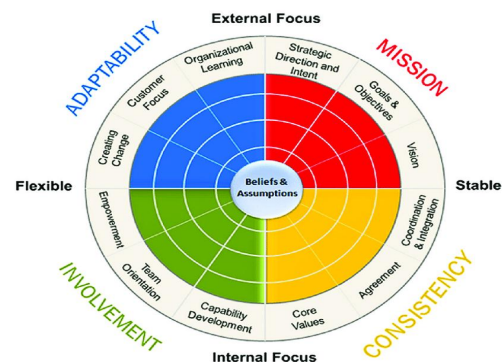 External Focus
ADAPTABILITY
MISSION
Creating
Change
Customer
Focus
Organizational
Learning
Strategic
Direction and
Intent
Goals &
Objectives
Vision
Flexible
Beliefs &
Assumptions
Stable
Empowerment
Team
Orientation
Capability
Development
Core
Values
Agreement
Coordination
& Integration
INVOLVEMENT
CONSISTENCY
Internal Focus